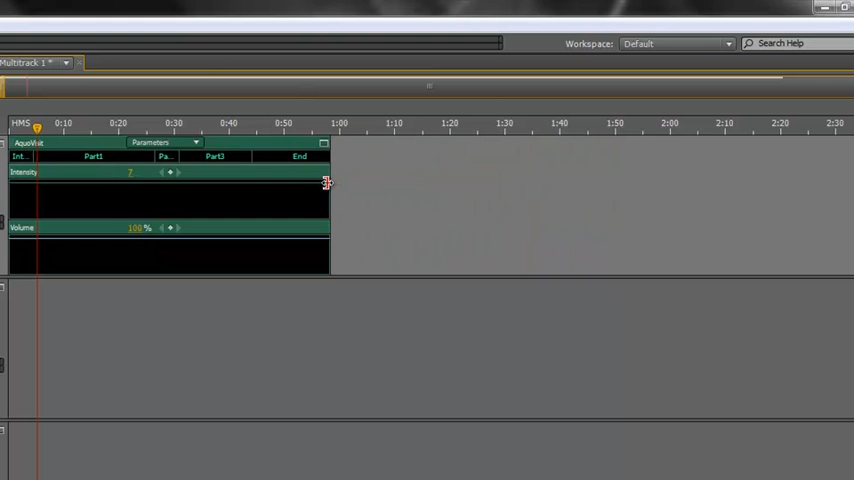 Workspace: Default Search Help
Multitrack 1 *
HMS 0:10 0:20 0:30 0:40 0:50 1:00 1:10 1:20 1:30 1:40 1:50 2:00 2:10 2:20 2:30
AquoVisit Parameters
Int... Part1 Pa... Part3 End
Intensity 7
Volume 100 %